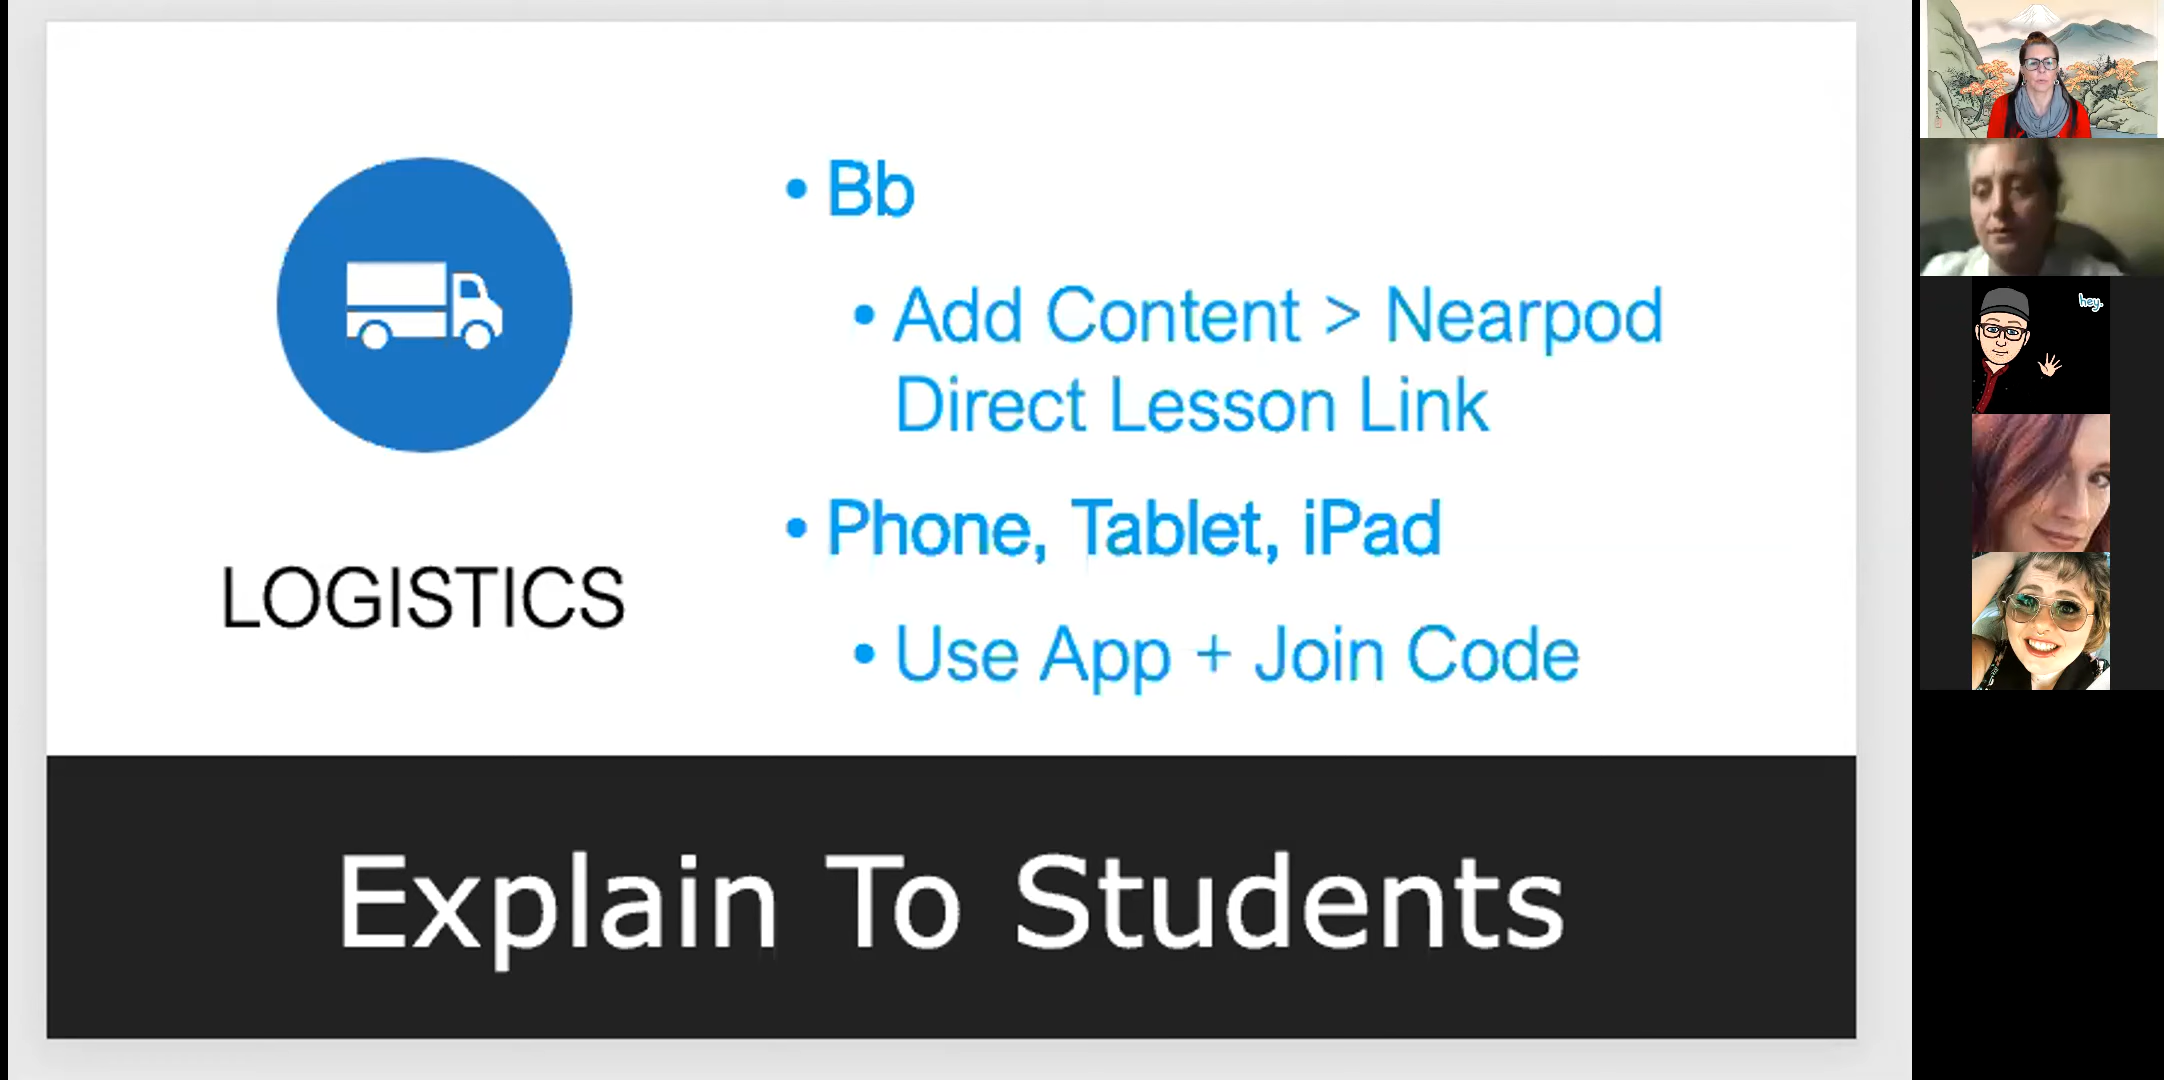 LOGISTICS
• Bb
• Add Content > Nearpod
Direct Lesson Link
• Phone, Tablet, iPad
• Use App + Join Code
Explain To Students
hey.